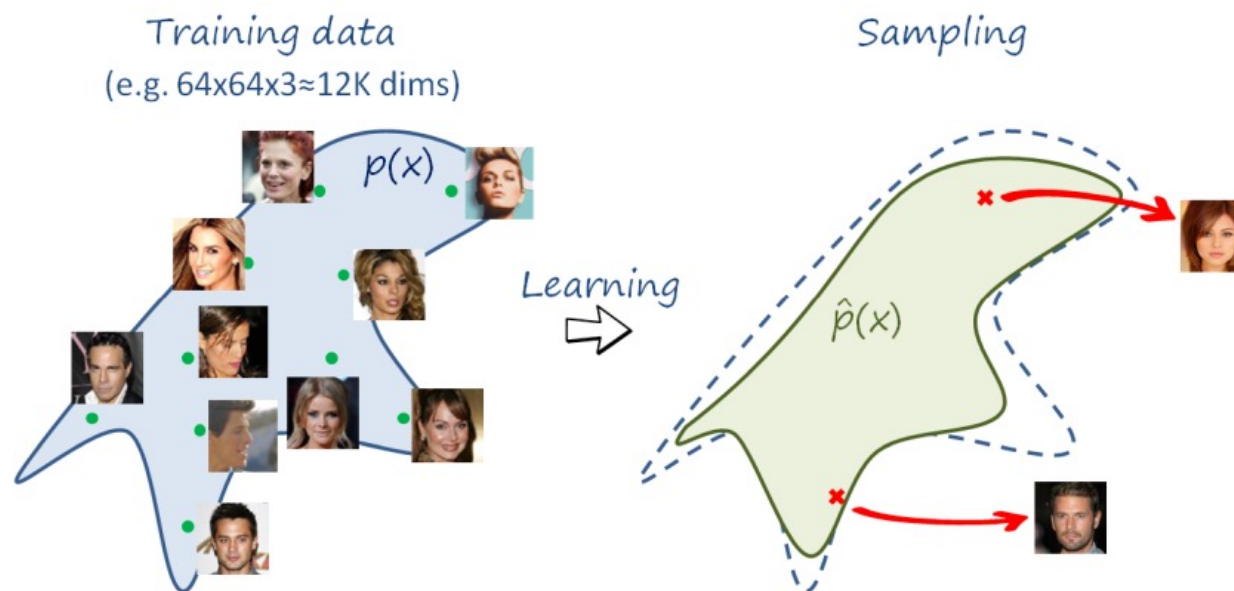 Training data
(e.g. 64x64x3≈12K dims)
p(x)
Learning
Sampling
p̂(x)